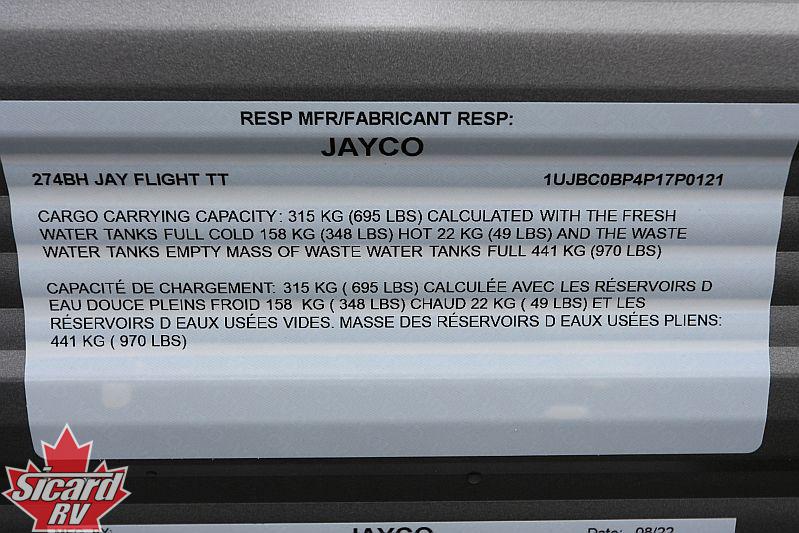 RESP MFR/FABRICANT RESP:
JAYCO
274BH JAY FLIGHT TT 1UJBC0BP4P17P0121
CARGO CARRYING CAPACITY: 315 KG (695 LBS) CALCULATED WITH THE FRESH
WATER TANKS FULL COLD 158 KG (348 LBS) HOT 22 KG (49 LBS) AND THE WASTE
WATER TANKS EMPTY MASS OF WASTE WATER TANKS FULL 441 KG (970 LBS)
CAPACITÉ DE CHARGEMENT: 315 KG ( 695 LBS) CALCULÉE AVEC LES RÉSERVOIRS D
EAU DOUCE PLEINS FROID 158 KG ( 348 LBS) CHAUD 22 KG ( 49 LBS) ET LES
RÉSERVOIRS D EAUX USÉES VIDES. MASSE DES RÉSERVOIRS D EAUX USÉES PLIENS:
441 KG ( 970 LBS)
Sicard
RV
MFG. BY: JAYCO Date: 08/22